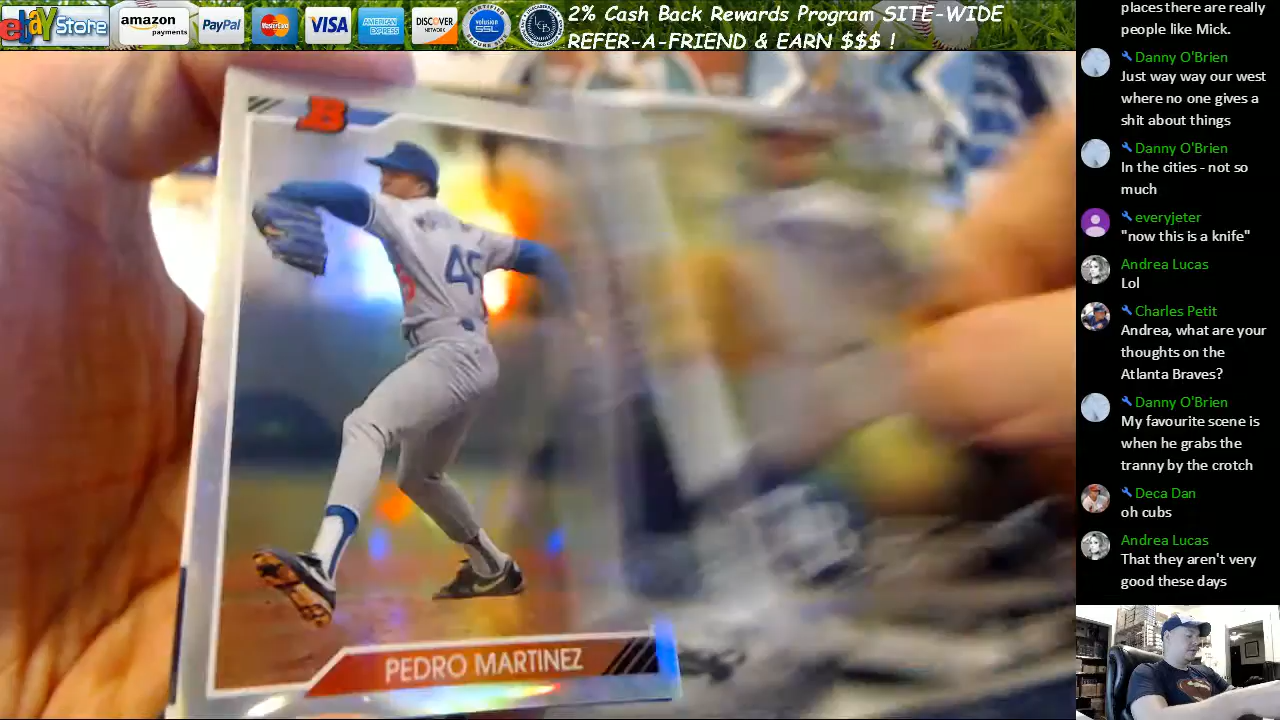 ebay Store
amazon
payments
PayPal
MasterCard
VISA
AMERICAN
EXPRESS
DISCOVER
NETWORK
SSL
2% Cash Back Rewards Program SITE-WIDE
REFER-A-FRIEND & EARN $$$ !
B
45
PEDRO MARTINEZ
places there are really
people like Mick.
Danny O'Brien
Just way way our west
where no one gives a
shit about things
Danny O'Brien
In the cities - not so
much
everyjeter
"now this is a knife"
Andrea Lucas
Lol
Charles Petit
Andrea, what are your
thoughts on the
Atlanta Braves?
Danny O'Brien
My favourite scene is
when he grabs the
tranny by the crotch
Deca Dan
oh cubs
Andrea Lucas
That they aren't very
good these days